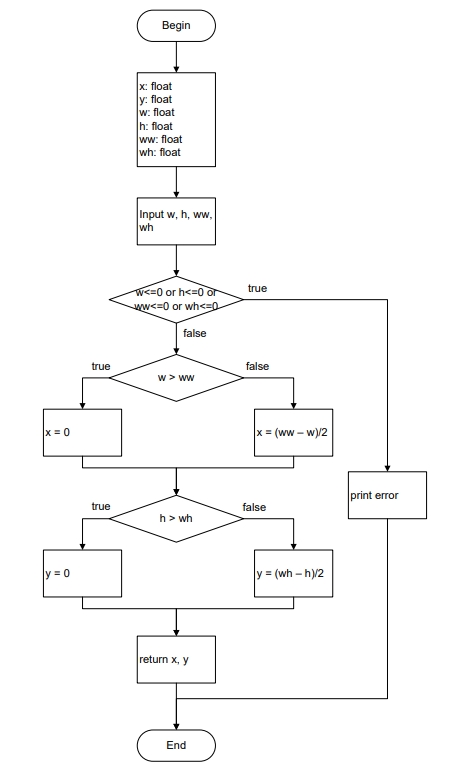 Begin
x: float
y: float
w: float
h: float
ww: float
wh: float
Input w, h, ww,
wh
w<=0 or h<=0 or
ww<=0 or wh<=0
true
false
w > ww
true
false
x = 0
x = (ww – w)/2
print error
h > wh
true
false
y = 0
y = (wh – h)/2
return x, y
End